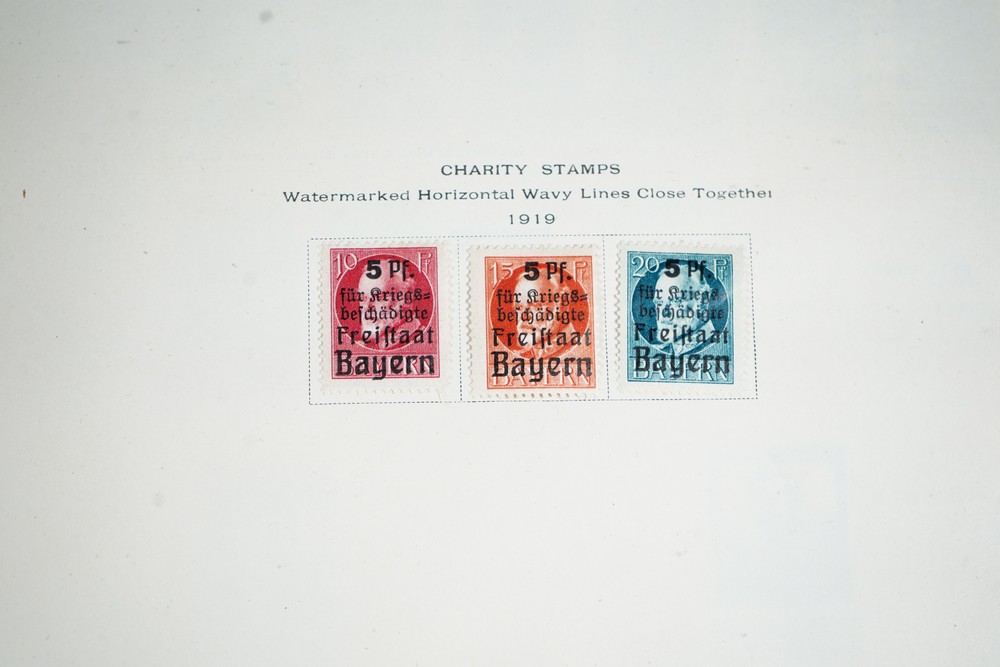 CHARITY STAMPS
Watermarked Horizontal Wavy Lines Close Together
1919
10 Pf
5 Pf.
für Kriegs=
beſchädigte
Freiſtaat
Bayern
15 Pf
5 Pf.
für Kriegs=
beſchädigte
Freiſtaat
Bayern
BAYERN
20 Pf
5 Pf.
für Kriegs=
beſchädigte
Freiſtaat
Bayern
BAYERN